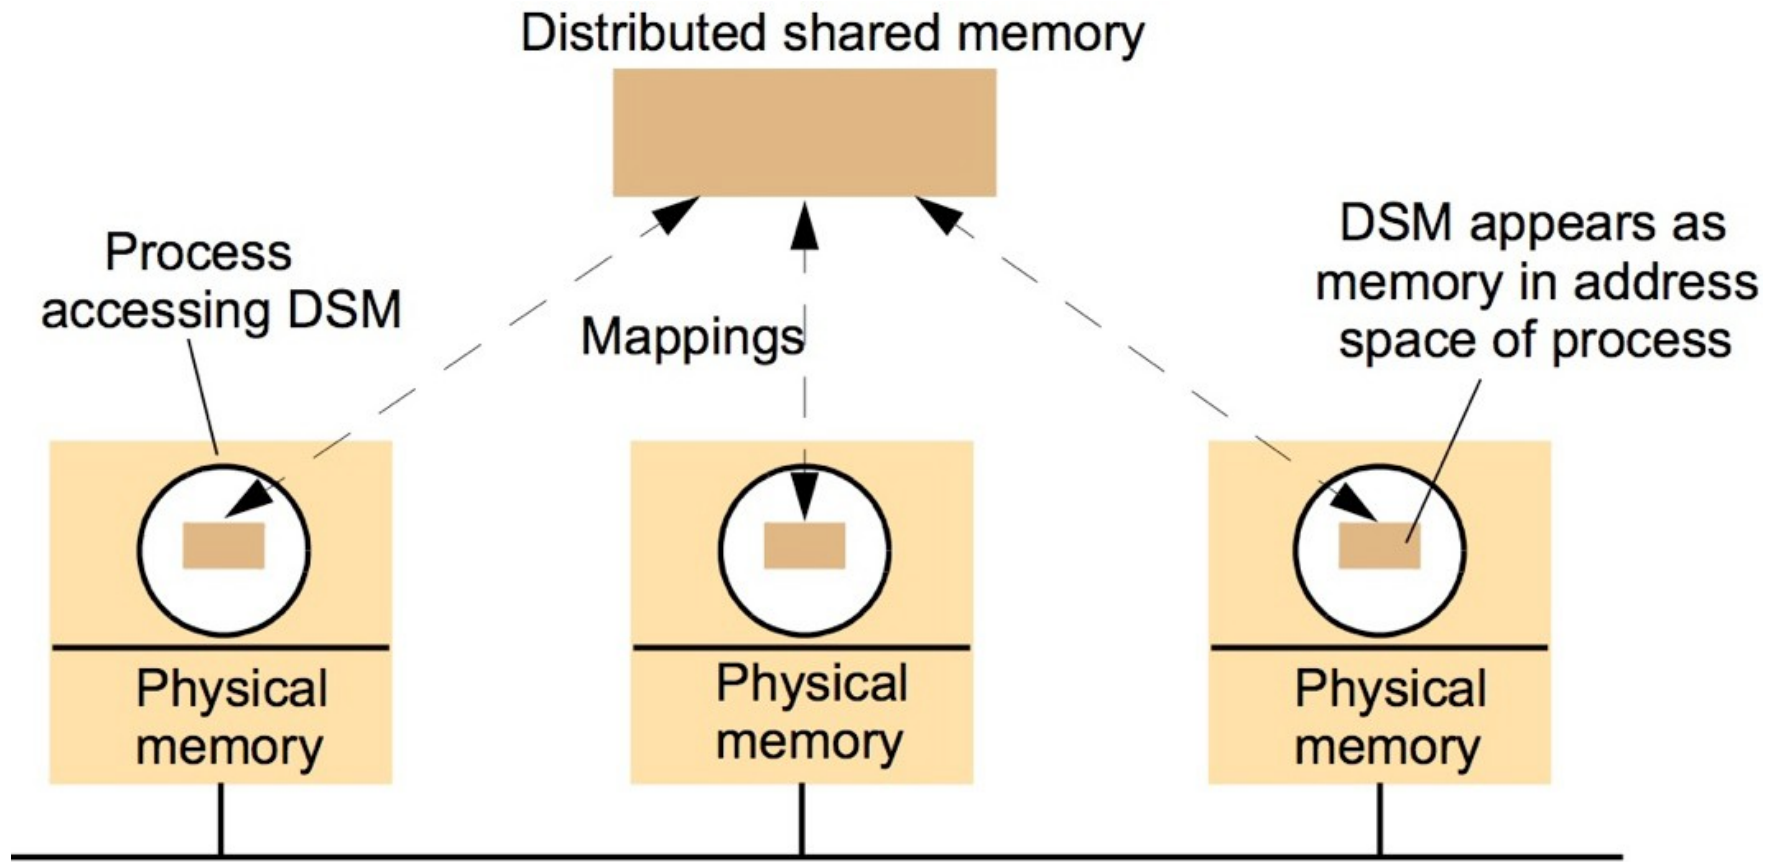 Distributed shared memory
Process
accessing DSM
Mappings
DSM appears as
memory in address
space of process
Physical
memory
Physical
memory
Physical
memory